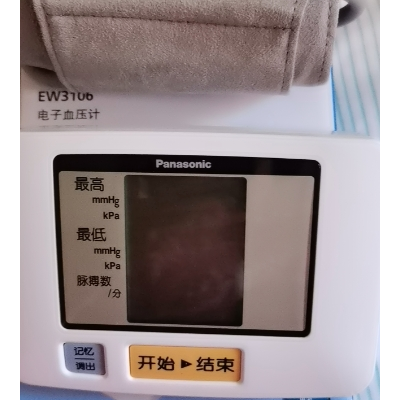 EW3106
电子血压计
Panasonic
最高
mmHg
kPa
最低
mmHg
kPa
脉搏数
/分
记忆
调出
开始▶结束